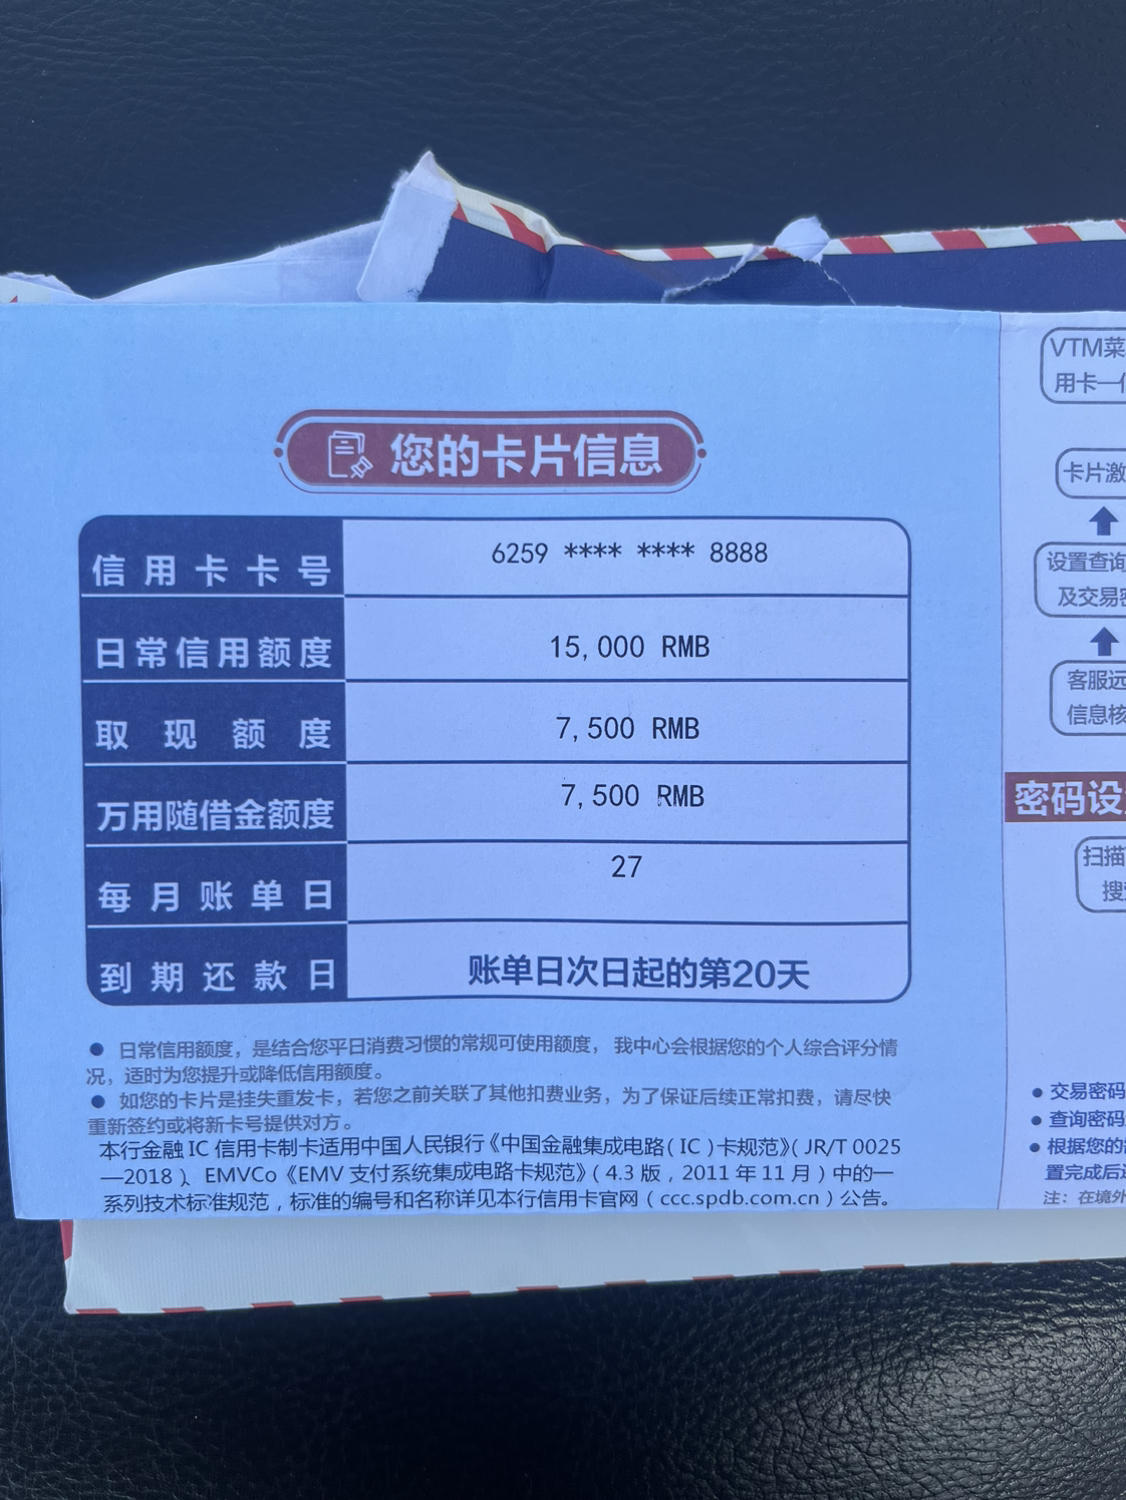 您的卡片信息
信用卡卡号 6259 **** **** 8888
日常信用额度 15,000 RMB
取现额度 7,500 RMB
万用随借金额度 7,500 RMB
每月账单日 27
到期还款日 账单日次日起的第20天
● 日常信用额度，是结合您平日消费习惯的常规可使用额度， 我中心会根据您的个人综合评分情
况，适时为您提升或降低信用额度。
● 如您的卡片是挂失重发卡，若您之前关联了其他扣费业务，为了保证后续正常扣费，请尽快
重新签约或将新卡号提供对方。
本行金融 IC 信用卡制卡适用中国人民银行《中国金融集成电路（IC）卡规范》（JR/T 0025
—2018）、EMVCo《EMV 支付系统集成电路卡规范》（4.3 版，2011 年 11 月）中的一
系列技术标准规范，标准的编号和名称详见本行信用卡官网（ccc.spdb.com.cn）公告。
VTM菜
用卡—信
卡片激
设置查询
及交易密
客服远
信息核
密码设
扫描
搜
● 交易密码
● 查询密码
● 根据您的
置完成后
注：在境外